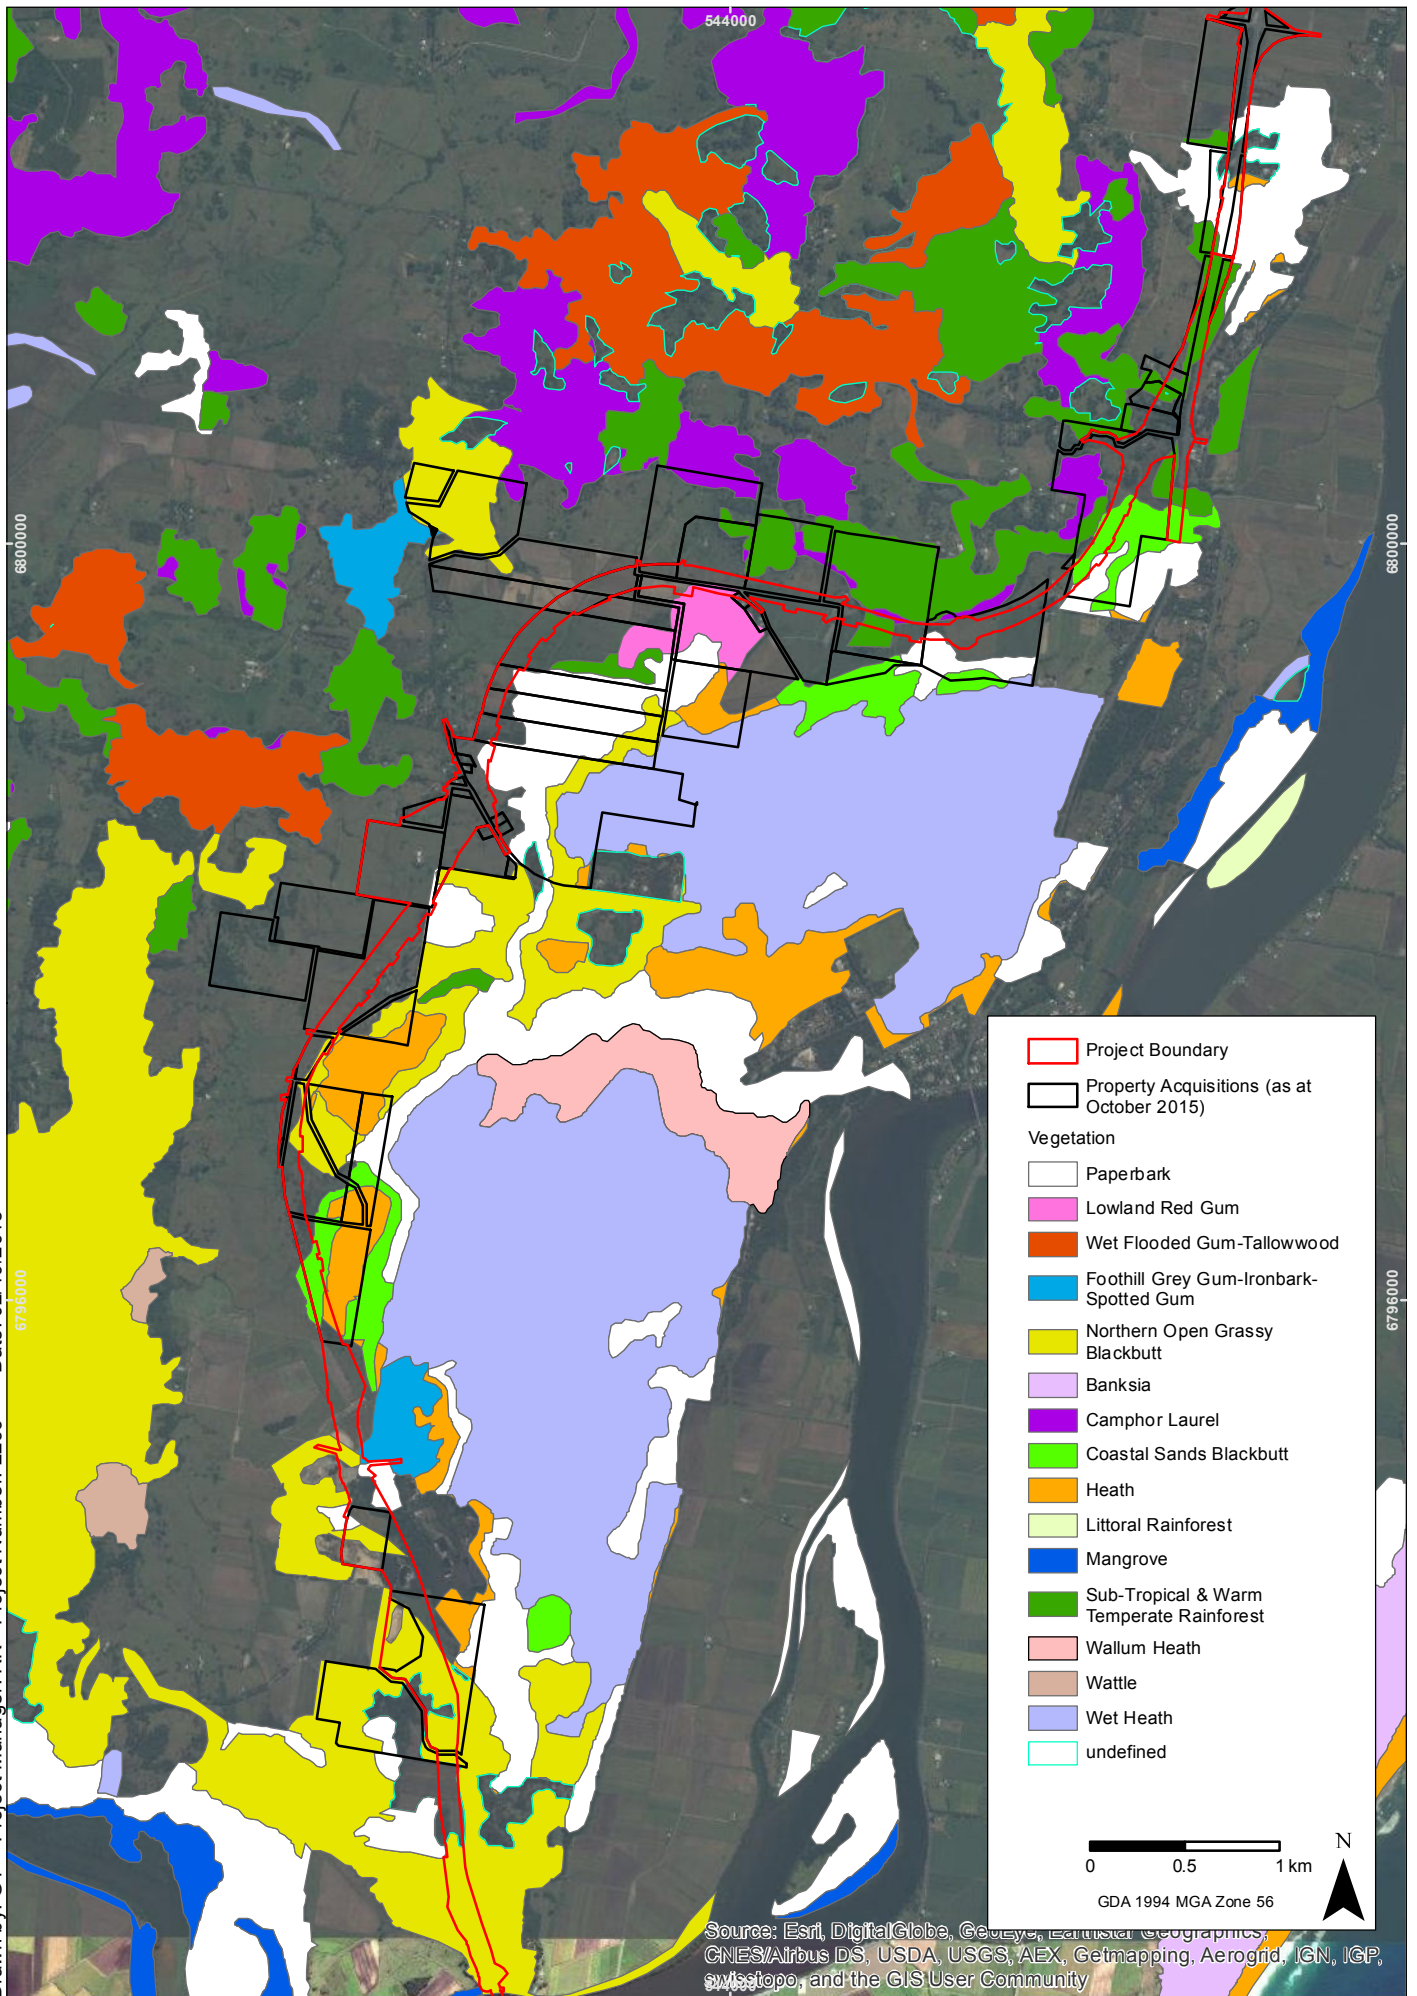 544000
6800000
6800000
6796000
6796000
Project Boundary
Property Acquisitions (as at
October 2015)
Vegetation
Paperbark
Lowland Red Gum
Wet Flooded Gum-Tallowwood
Foothill Grey Gum-Ironbark-
Spotted Gum
Northern Open Grassy
Blackbutt
Banksia
Camphor Laurel
Coastal Sands Blackbutt
Heath
Littoral Rainforest
Mangrove
Sub-Tropical & Warm
Temperate Rainforest
Wallum Heath
Wattle
Wet Heath
undefined
N
0 0.5 1 km
GDA 1994 MGA Zone 56
Source: Esri, DigitalGlobe, GeoEye, Earthstar Geographics,
CNES/Airbus DS, USDA, USGS, AEX, Getmapping, Aerogrid, IGN, IGP,
swisstopo, and the GIS User Community
544000